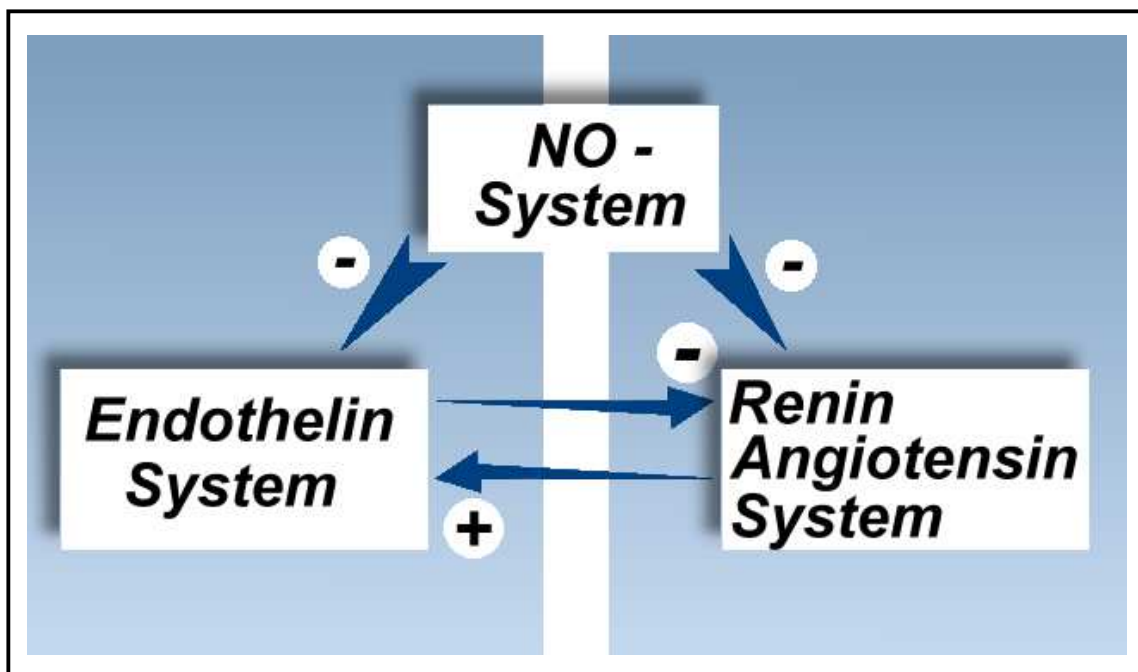 NO -
System
-
-
-
Endothelin
System
Renin
Angiotensin
System
+